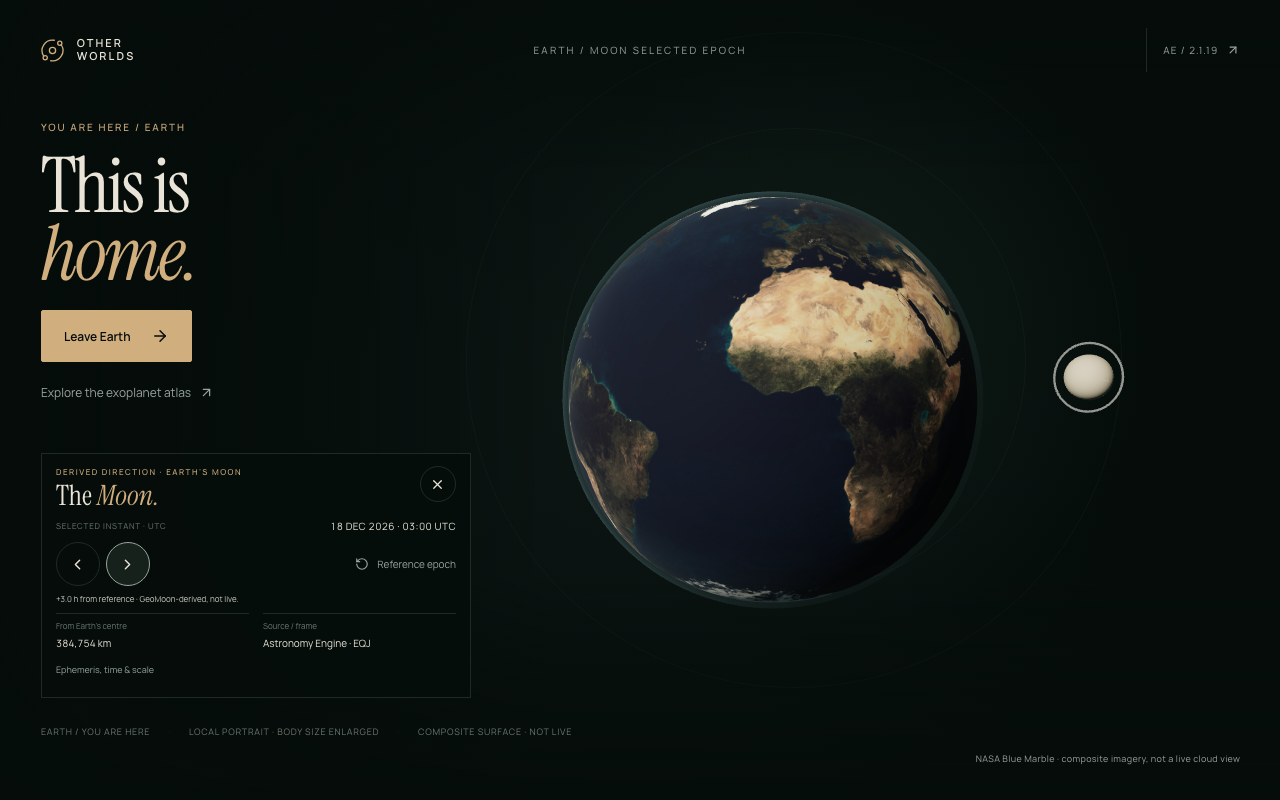 OTHER
WORLDS
EARTH / MOON SELECTED EPOCH
AE / 2.1.19
YOU ARE HERE / EARTH
This is
home.
Leave Earth
Explore the exoplanet atlas
DERIVED DIRECTION · EARTH'S MOON
The Moon.
SELECTED INSTANT · UTC
18 DEC 2026 · 03:00 UTC
Reference epoch
+3.0 h from reference · GeoMoon-derived, not live.
From Earth's centre
Source / frame
384,754 km
Astronomy Engine · EQJ
Ephemeris, time & scale
EARTH / YOU ARE HERE
LOCAL PORTRAIT · BODY SIZE ENLARGED
COMPOSITE SURFACE · NOT LIVE
NASA Blue Marble · composite imagery, not a live cloud view